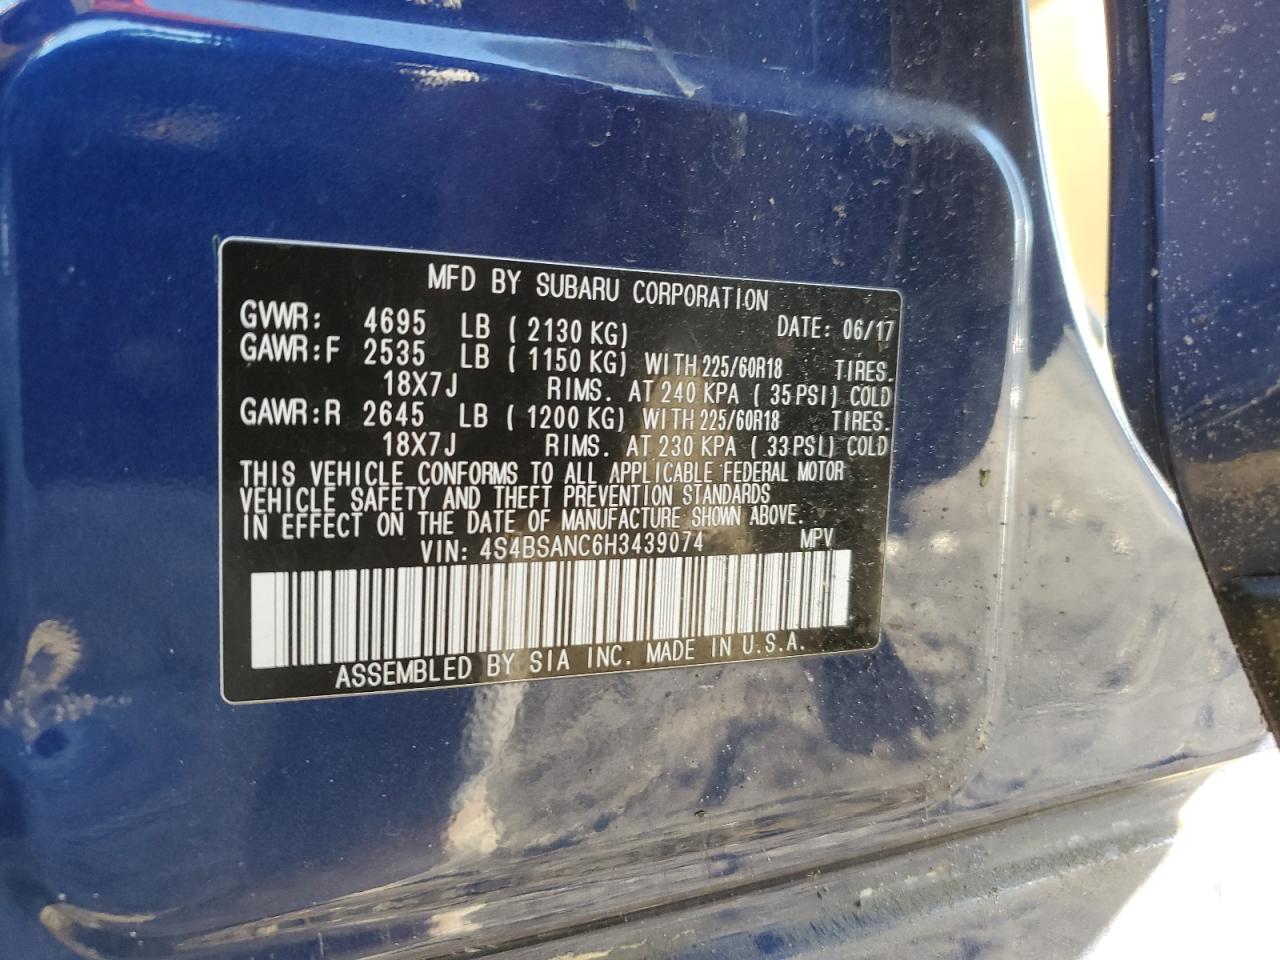 MFD BY SUBARU CORPORATION
GVWR: 4695 LB ( 2130 KG) DATE: 06/17
GAWR:F 2535 LB ( 1150 KG) WITH 225/60R18 TIRES.
18X7J RIMS. AT 240 KPA ( 35 PSI) COLD
GAWR:R 2645 LB ( 1200 KG) WITH 225/60R18 TIRES.
18X7J RIMS. AT 230 KPA ( 33 PSI) COLD
THIS VEHICLE CONFORMS TO ALL APPLICABLE FEDERAL MOTOR
VEHICLE SAFETY AND THEFT PREVENTION STANDARDS
IN EFFECT ON THE DATE OF MANUFACTURE SHOWN ABOVE.
VIN: 4S4BSANC6H3439074 MPV
ASSEMBLED BY SIA INC. MADE IN U.S.A.